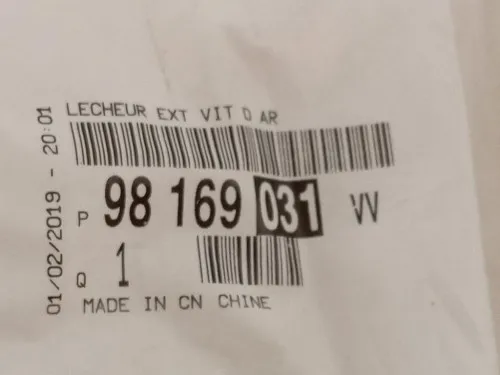 LECHEUR EXT VIT D AR
P 98 169 031 VV
Q 1
MADE IN CN CHINE
01/02/2019 - 20:01